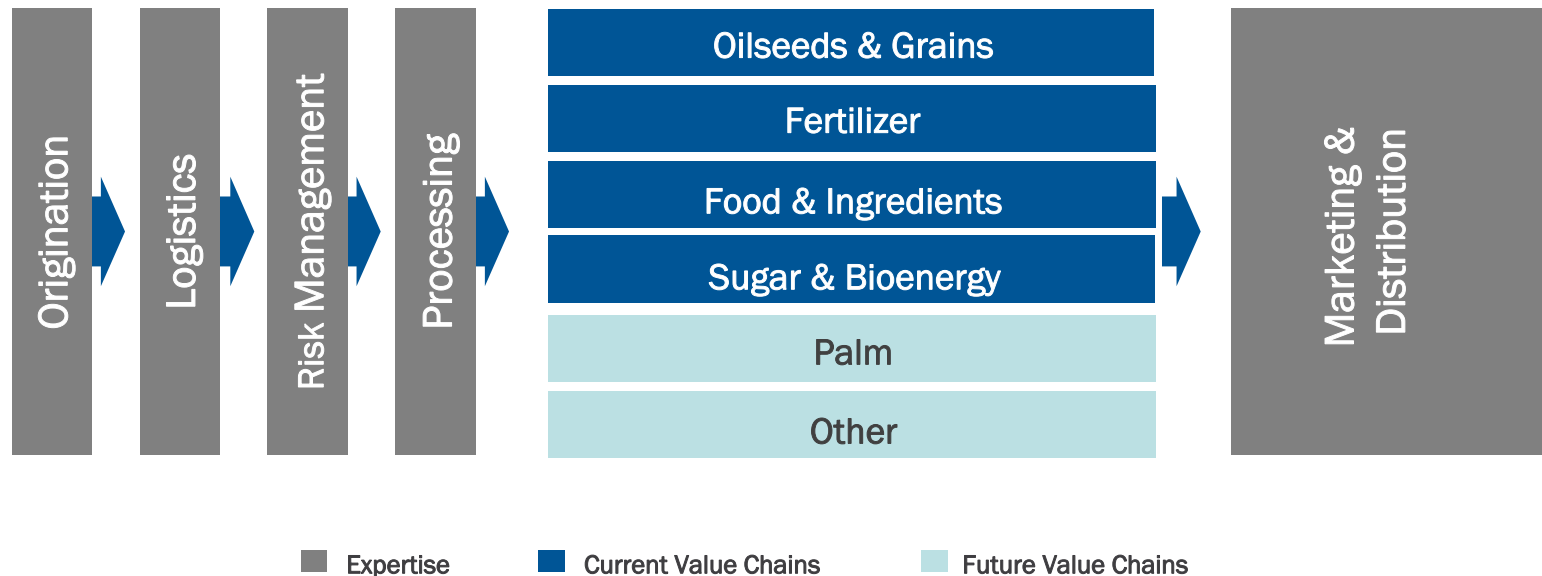 Origination
Logistics
Risk Management
Processing
Oilseeds & Grains
Fertilizer
Food & Ingredients
Sugar & Bioenergy
Palm
Other
Marketing &
Distribution
Expertise
Current Value Chains
Future Value Chains